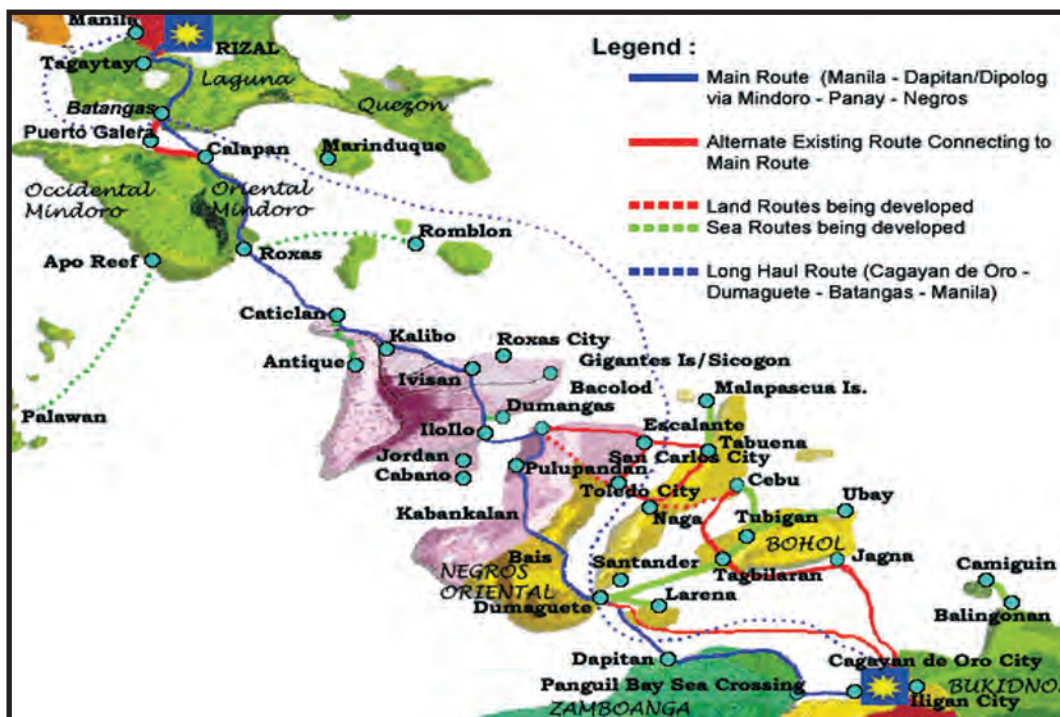 Manila
RIZAL
Tagaytay
Laguna
Batangas
Quezon
Puerto Galera
Calapan
Marinduque
Occidental
Mindoro
Oriental
Mindoro
Romblon
Roxas
Apo Reef
Caticlan
Kalibo
Roxas City
Antique
Ivisan
Gigantes Is/Sicogon
Bacolod
Malapascua Is.
Palawan
Dumangas
Escalante
IloIlo
Tabuena
San Carlos City
Jordan
Pulupandan
Cabano
Toledo City
Cebu
Ubay
Kabankalan
Naga
Tubigan
BOHOL
Bais
Santander
Jagna
NEGROS
ORIENTAL
Tagbilaran
Camiguin
Dumaguete
Larena
Balingonan
Dapitan
Cagayan de Oro City
Panguil Bay Sea Crossing
BUKIDNON
Iligan City
ZAMBOANGA
Legend :
Main Route (Manila - Dapitan/Dipolog
via Mindoro - Panay - Negros
Alternate Existing Route Connecting to
Main Route
Land Routes being developed
Sea Routes being developed
Long Haul Route (Cagayan de Oro -
Dumaguete - Batangas - Manila)